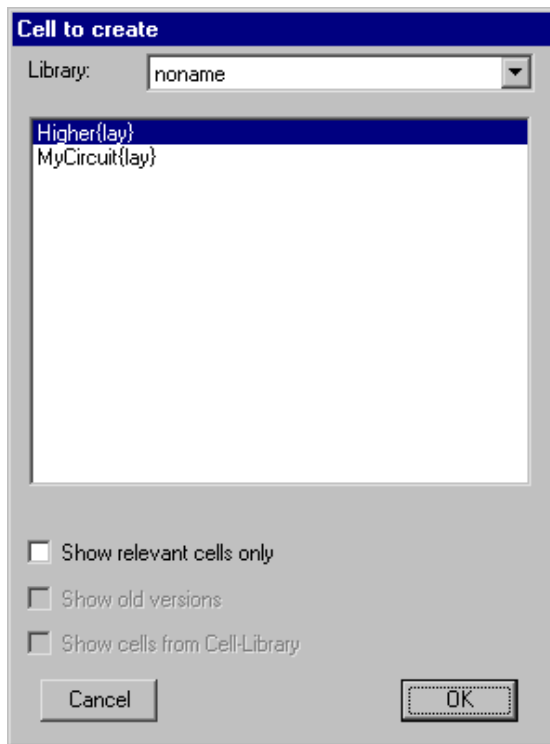 Cell to create
Library: noname
Higher{lay}
MyCircuit{lay}
Show relevant cells only
Show old versions
Show cells from Cell-Library
Cancel OK